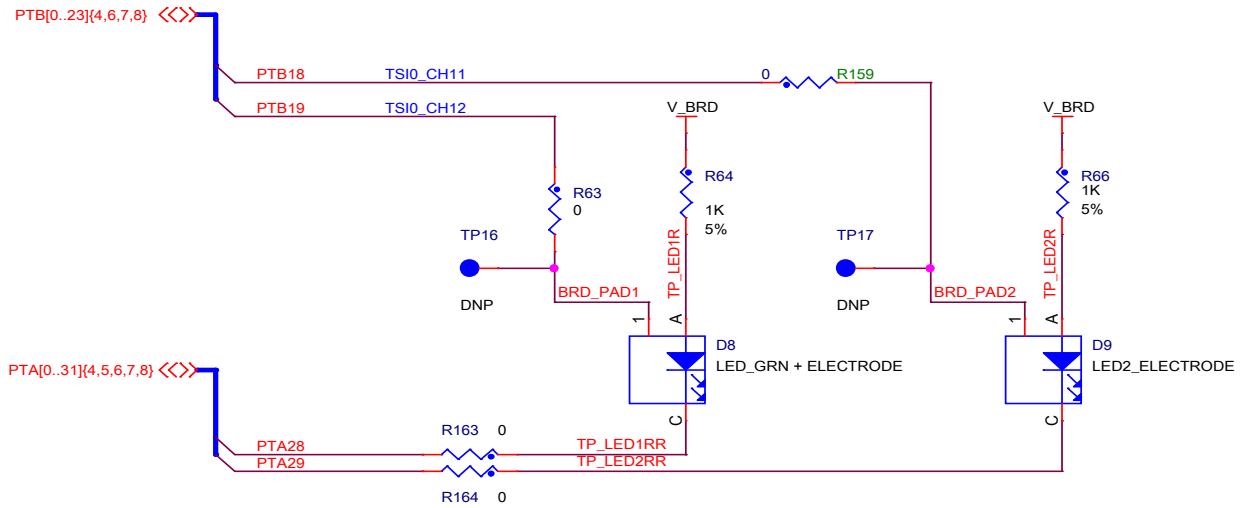 PTB[0..23]{4,6,7,8}
PTB18 TSI0_CH11 0 R159
PTB19 TSI0_CH12 V_BRD V_BRD
R63
0
R64
1K
5%
R66
1K
5%
TP16
TP_LED1R
TP17
TP_LED2R
DNP
BRD_PAD1
DNP
BRD_PAD2
1 A
1 A
D8
LED_GRN + ELECTRODE
D9
LED2_ELECTRODE
PTA[0..31]{4,5,6,7,8}
C
C
R163 0
PTA28 TP_LED1RR
PTA29 TP_LED2RR
R164 0